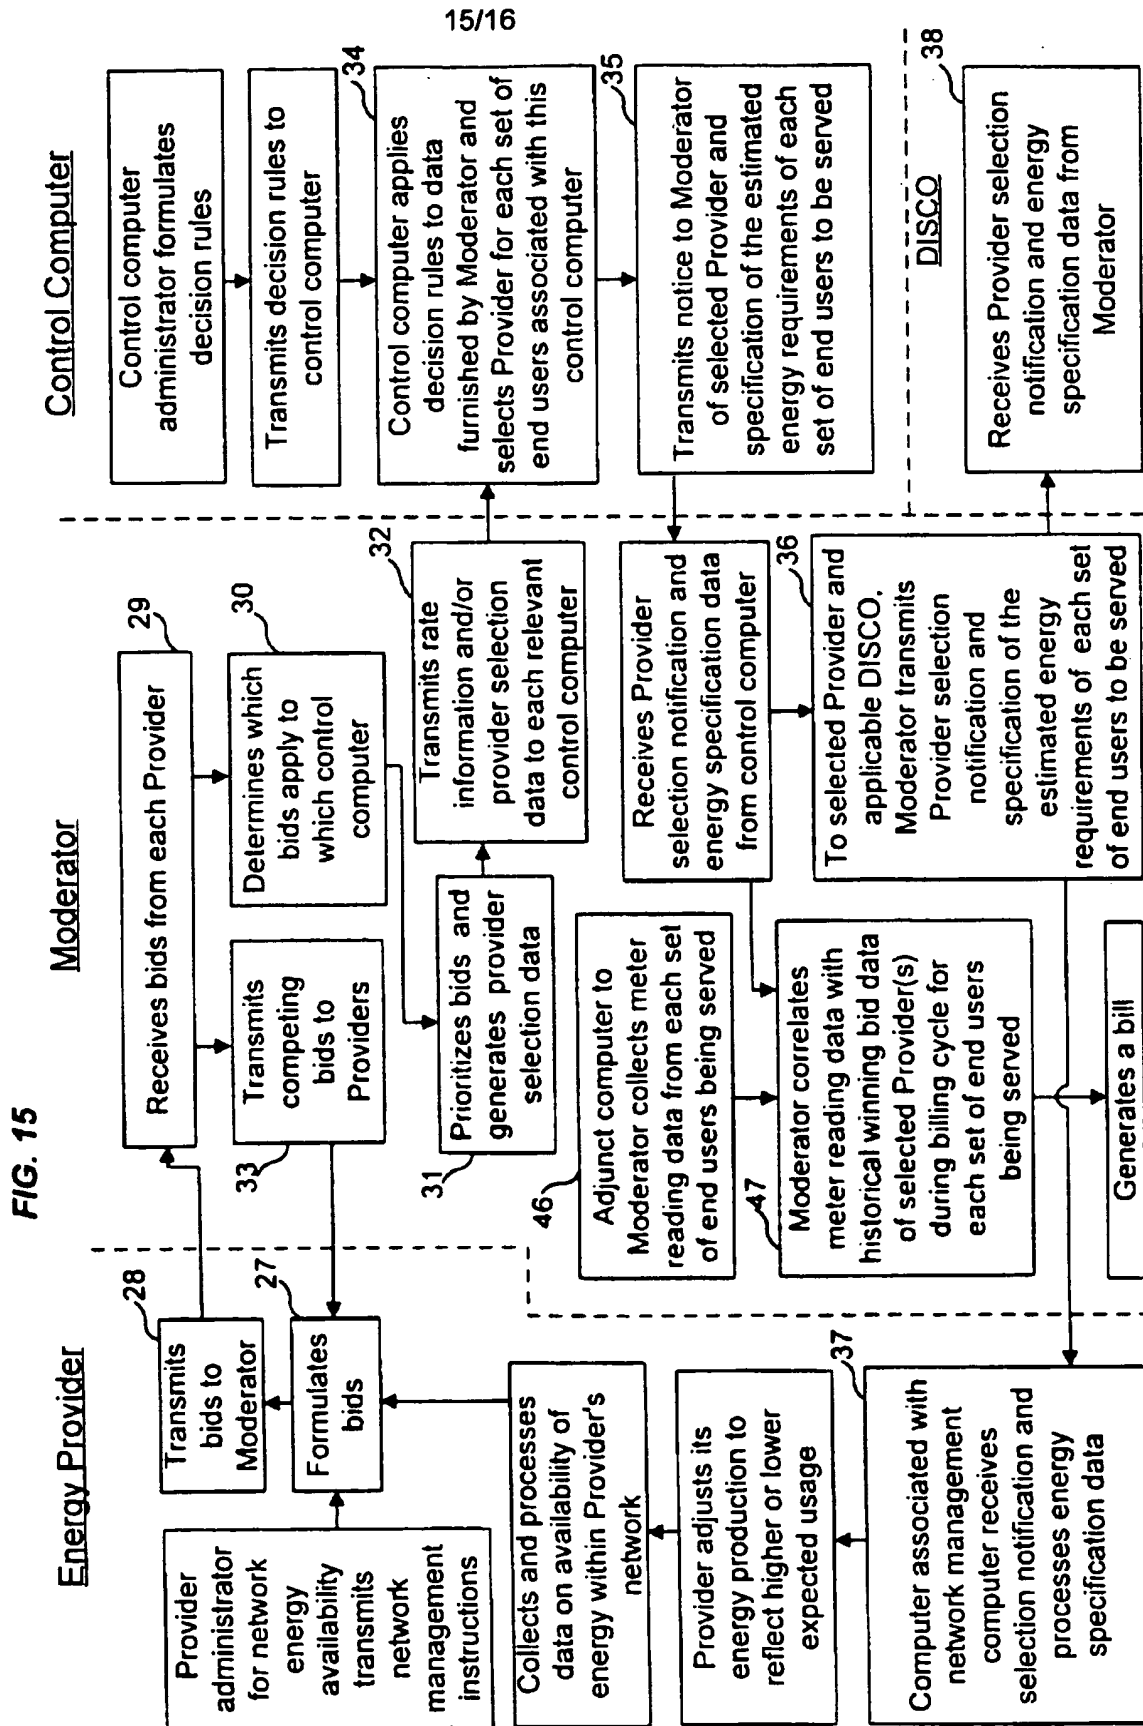 15/16
FIG. 15
Energy Provider
Moderator
Control Computer
Provider
administrator
for network
energy
availability
transmits
network
management
instructions
28
Transmits
bids to
Moderator
27
Formulates
bids
Collects and processes
data on availability of
energy within Provider's
network
Provider adjusts its
energy production to
reflect higher or lower
expected usage
37
Computer associated with
network management
computer receives
selection notification and
processes energy
specification data
29
Receives bids from each Provider
33
Transmits
competing
bids to
Providers
30
Determines which
bids apply to
which control
computer
31
Prioritizes bids and
generates provider
selection data
32
Transmits rate
information and/or
provider selection
data to each relevant
control computer
46
Adjunct computer to
Moderator collects meter
reading data from each set
of end users being served
Receives Provider
selection notification and
energy specification data
from control computer
47
Moderator correlates
meter reading data with
historical winning bid data
of selected Provider(s)
during billing cycle for
each set of end users
being served
36
To selected Provider and
applicable DISCO,
Moderator transmits
Provider selection
notification and
specification of the
estimated energy
requirements of each set
of end users to be served
Generates a bill
Control computer
administrator formulates
decision rules
Transmits decision rules to
control computer
34
Control computer applies
decision rules to data
furnished by Moderator and
selects Provider for each set of
end users associated with this
control computer
35
Transmits notice to Moderator
of selected Provider and
specification of the estimated
energy requirements of each
set of end users to be served
DISCO
38
Receives Provider selection
notification and energy
specification data from
Moderator